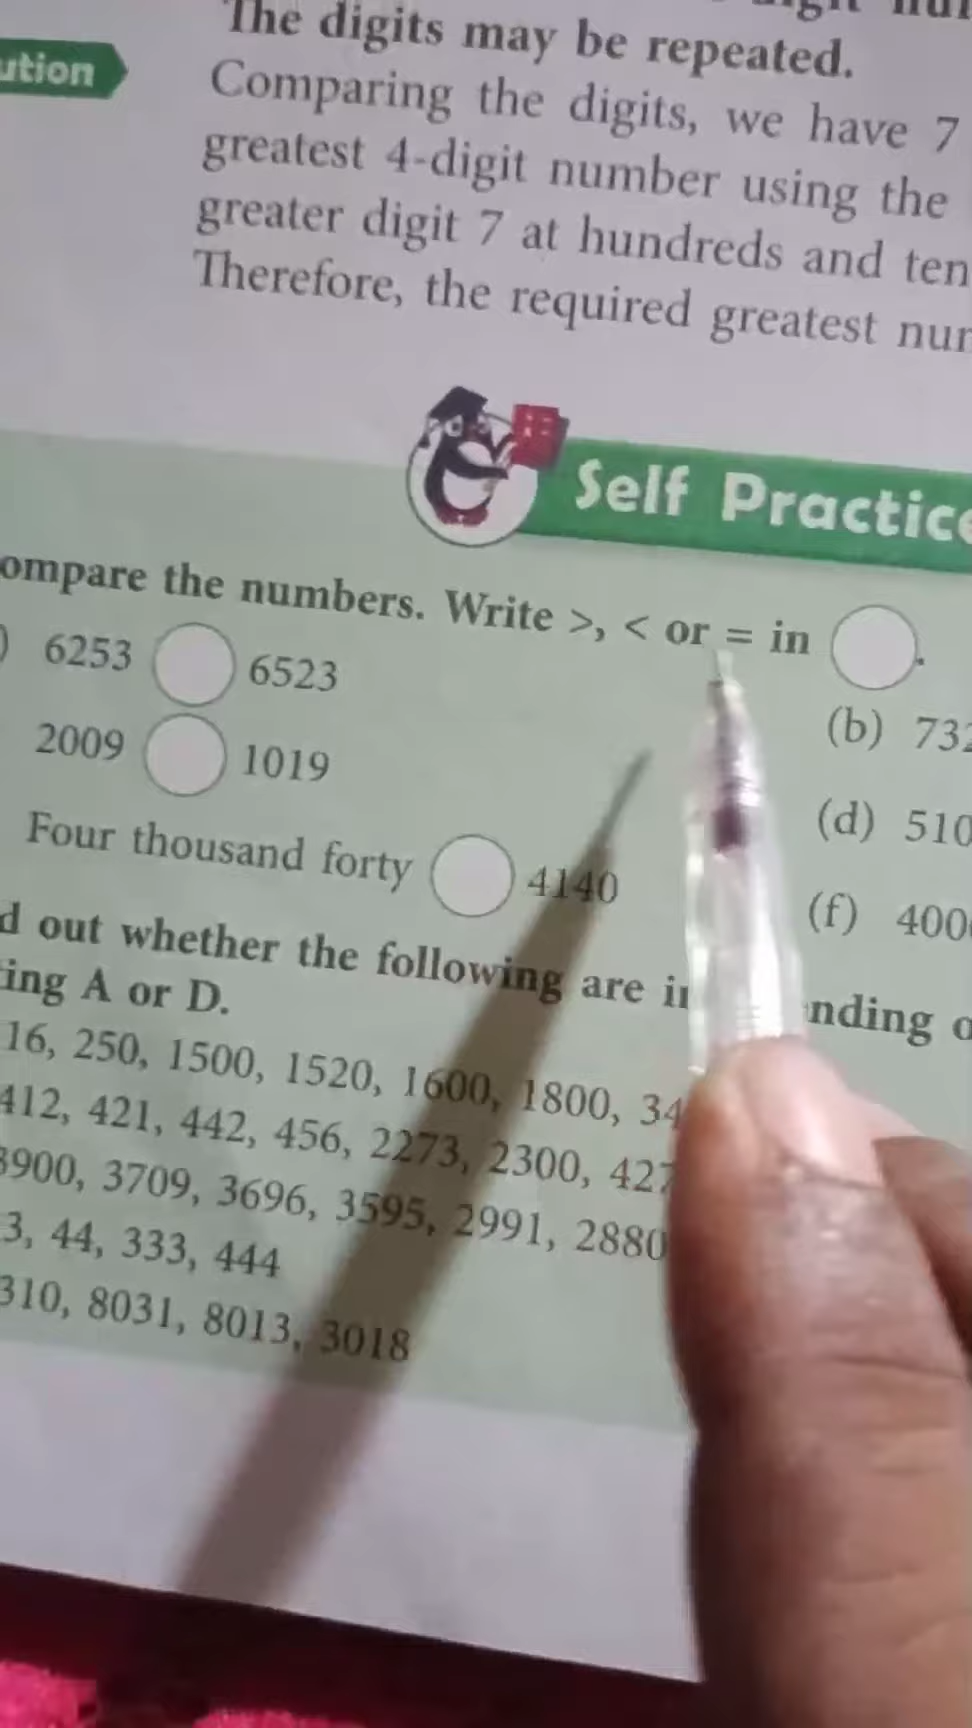 The digits may be repeated.
ution
Comparing the digits, we have 7
greatest 4-digit number using the
greater digit 7 at hundreds and ten
Therefore, the required greatest nur
Self Practice
ompare the numbers. Write >, < or = in .
) 6253 6523
(b) 732
2009 1019
(d) 510
Four thousand forty 4140
(f) 400
d out whether the following are in nding o
ing A or D.
16, 250, 1500, 1520, 1600, 1800, 34
412, 421, 442, 456, 2273, 2300, 427
3900, 3709, 3696, 3595, 2991, 2880
3, 44, 333, 444
310, 8031, 8013, 3018